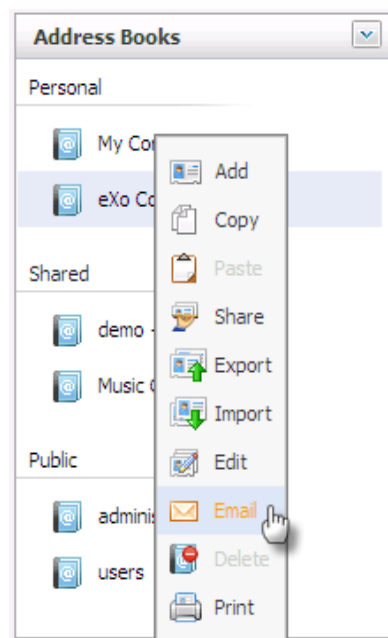 Address Books
Personal
My Co
eXo Co
Shared
demo -
Music
Public
adminis
users
Add
Copy
Paste
Share
Export
Import
Edit
Email
Delete
Print